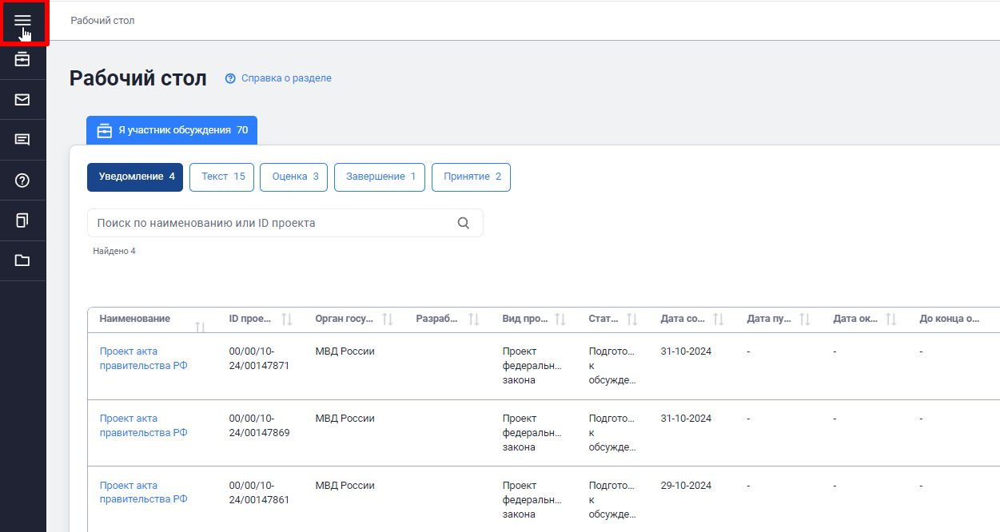 Рабочий стол
Рабочий стол
Справка о разделе
Я участник обсуждения 70
Уведомление 4
Текст 15
Оценка 3
Завершение 1
Принятие 2
Поиск по наименованию или ID проекта
Найдено 4
Наименование ID прое... Орган госу... Разраб... Вид про... Стат... Дата со... Дата пу... Дата ок... До конца о...
Проект акта 00/00/10- МВД России Проект Подгото... 31-10-2024 - - -
правительства РФ 24/00147871 федеральн... к
закона обсужде...
Проект акта 00/00/10- МВД России Проект Подгото... 31-10-2024 - - -
правительства РФ 24/00147869 федеральн... к
закона обсужде...
Проект акта 00/00/10- МВД России Проект Подгото... 29-10-2024 - - -
правительства РФ 24/00147861 федеральн... к
закона обсужде...